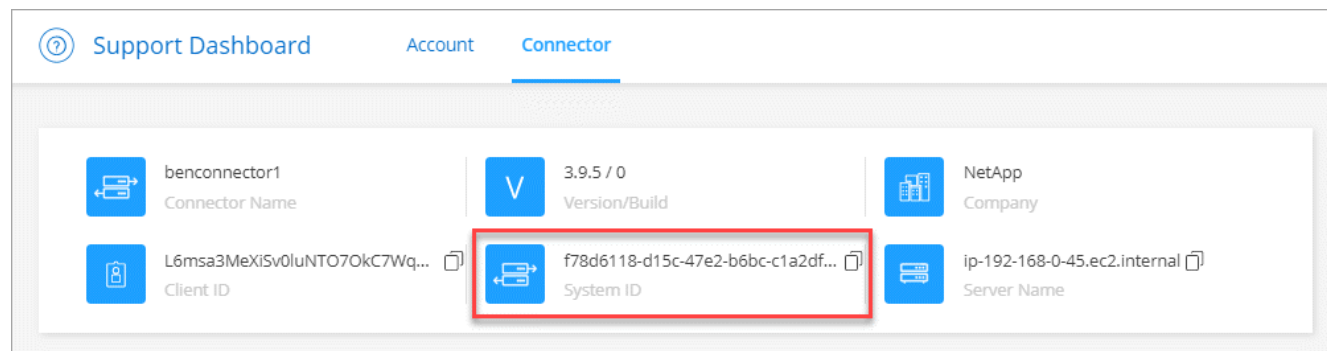 Support Dashboard Account Connector
benconnector1
Connector Name
3.9.5 / 0
Version/Build
NetApp
Company
L6msa3MeXiSv0luNTO7OkC7Wq...
Client ID
f78d6118-d15c-47e2-b6bc-c1a2df...
System ID
ip-192-168-0-45.ec2.internal
Server Name